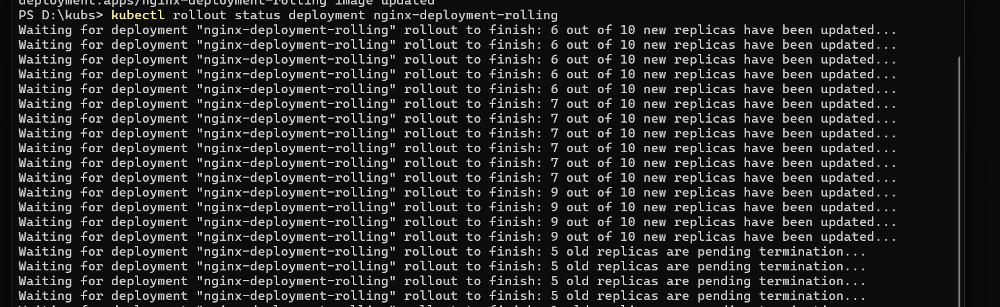 deployment.apps/nginx-deployment-rolling image updated
PS D:\kubs> kubectl rollout status deployment nginx-deployment-rolling
Waiting for deployment "nginx-deployment-rolling" rollout to finish: 6 out of 10 new replicas have been updated...
Waiting for deployment "nginx-deployment-rolling" rollout to finish: 6 out of 10 new replicas have been updated...
Waiting for deployment "nginx-deployment-rolling" rollout to finish: 6 out of 10 new replicas have been updated...
Waiting for deployment "nginx-deployment-rolling" rollout to finish: 6 out of 10 new replicas have been updated...
Waiting for deployment "nginx-deployment-rolling" rollout to finish: 6 out of 10 new replicas have been updated...
Waiting for deployment "nginx-deployment-rolling" rollout to finish: 7 out of 10 new replicas have been updated...
Waiting for deployment "nginx-deployment-rolling" rollout to finish: 7 out of 10 new replicas have been updated...
Waiting for deployment "nginx-deployment-rolling" rollout to finish: 7 out of 10 new replicas have been updated...
Waiting for deployment "nginx-deployment-rolling" rollout to finish: 7 out of 10 new replicas have been updated...
Waiting for deployment "nginx-deployment-rolling" rollout to finish: 7 out of 10 new replicas have been updated...
Waiting for deployment "nginx-deployment-rolling" rollout to finish: 7 out of 10 new replicas have been updated...
Waiting for deployment "nginx-deployment-rolling" rollout to finish: 9 out of 10 new replicas have been updated...
Waiting for deployment "nginx-deployment-rolling" rollout to finish: 9 out of 10 new replicas have been updated...
Waiting for deployment "nginx-deployment-rolling" rollout to finish: 9 out of 10 new replicas have been updated...
Waiting for deployment "nginx-deployment-rolling" rollout to finish: 9 out of 10 new replicas have been updated...
Waiting for deployment "nginx-deployment-rolling" rollout to finish: 5 old replicas are pending termination...
Waiting for deployment "nginx-deployment-rolling" rollout to finish: 5 old replicas are pending termination...
Waiting for deployment "nginx-deployment-rolling" rollout to finish: 5 old replicas are pending termination...
Waiting for deployment "nginx-deployment-rolling" rollout to finish: 5 old replicas are pending termination...